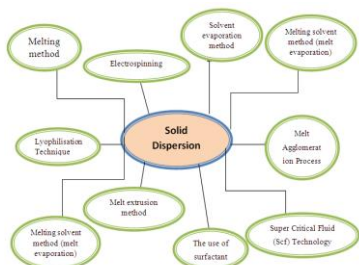 Melting
method
Electrospinning
Solvent
evaporation
method
Melting solvent
method (melt
evaporation)
Lyophilisation
Technique
Solid
Dispersion
Melt
Agglomerat
ion Process
Melt extrusion
method
Melting solvent
method (melt
evaporation)
The use of
surfactant
Super Critical Fluid
(Scf) Technology